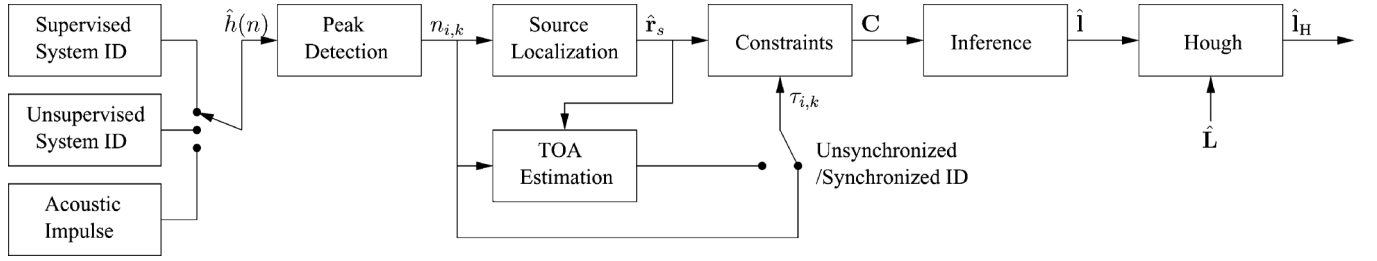 Supervised
System ID
Unsupervised
System ID
Acoustic
Impulse
ĥ(n)
Peak
Detection
n_{i,k}
Source
Localization
r̂_s
TOA
Estimation
Constraints
τ_{i,k}
Unsynchronized
/Synchronized ID
C
Inference
l̂
Hough
L̂
l̂_H